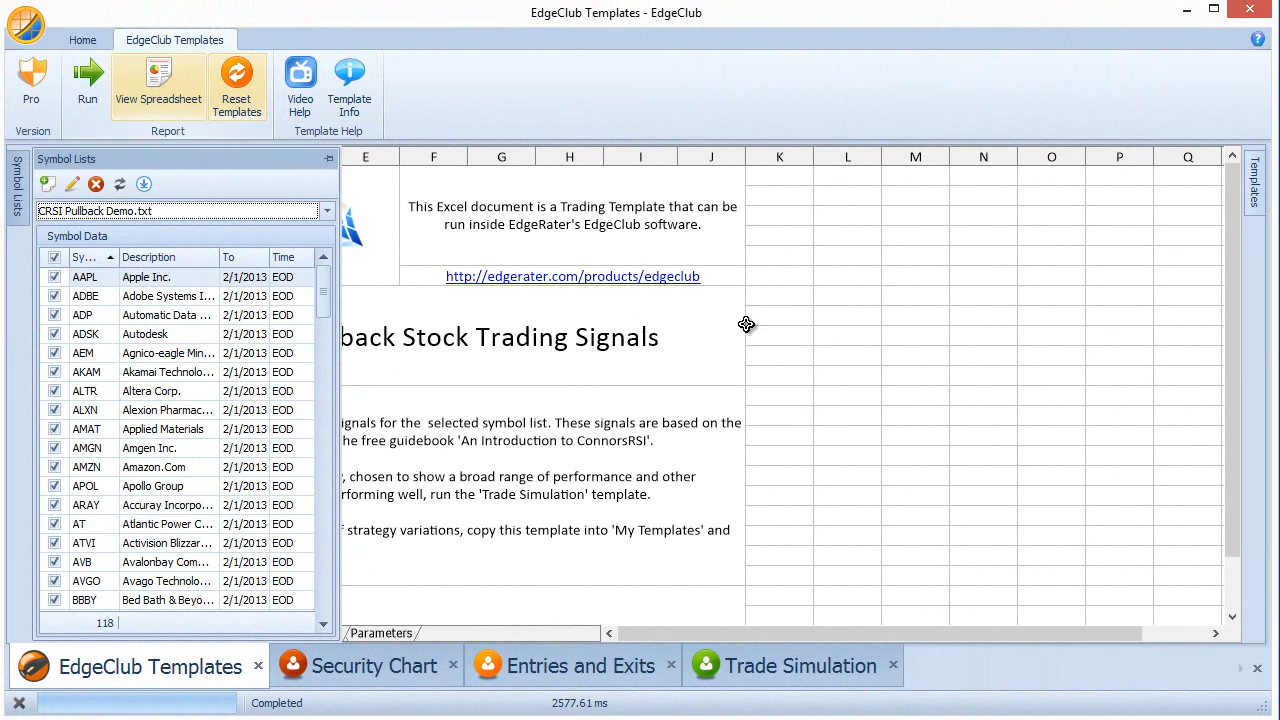 EdgeClub Templates - EdgeClub
Home
EdgeClub Templates
Pro
Run
View Spreadsheet
Reset
Templates
Video
Help
Template
Info
Version
Report
Template Help
Symbol Lists
Symbol Lists
CRSI Pullback Demo.txt
Symbol Data
Sy... Description To Time
AAPL Apple Inc. 2/1/2013 EOD
ADBE Adobe Systems I... 2/1/2013 EOD
ADP Automatic Data ... 2/1/2013 EOD
ADSK Autodesk 2/1/2013 EOD
AEM Agnico-eagle Min... 2/1/2013 EOD
AKAM Akamai Technolo... 2/1/2013 EOD
ALTR Altera Corp. 2/1/2013 EOD
ALXN Alexion Pharmac... 2/1/2013 EOD
AMAT Applied Materials 2/1/2013 EOD
AMGN Amgen Inc. 2/1/2013 EOD
AMZN Amazon.Com 2/1/2013 EOD
APOL Apollo Group 2/1/2013 EOD
ARAY Accuray Incorpo... 2/1/2013 EOD
AT Atlantic Power C... 2/1/2013 EOD
ATVI Activision Blizzar... 2/1/2013 EOD
AVB Avalonbay Com... 2/1/2013 EOD
AVGO Avago Technolo... 2/1/2013 EOD
BBBY Bed Bath & Beyo... 2/1/2013 EOD
118
E F G H I J K L M N O P Q
This Excel document is a Trading Template that can be
run inside EdgeRater's EdgeClub software.
http://edgerater.com/products/edgeclub
back Stock Trading Signals
ignals for the selected symbol list. These signals are based on the
he free guidebook 'An Introduction to ConnorsRSI'.
, chosen to show a broad range of performance and other
rforming well, run the 'Trade Simulation' template.
f strategy variations, copy this template into 'My Templates' and
Parameters
Templates
EdgeClub Templates
Security Chart
Entries and Exits
Trade Simulation
Completed
2577.61 ms